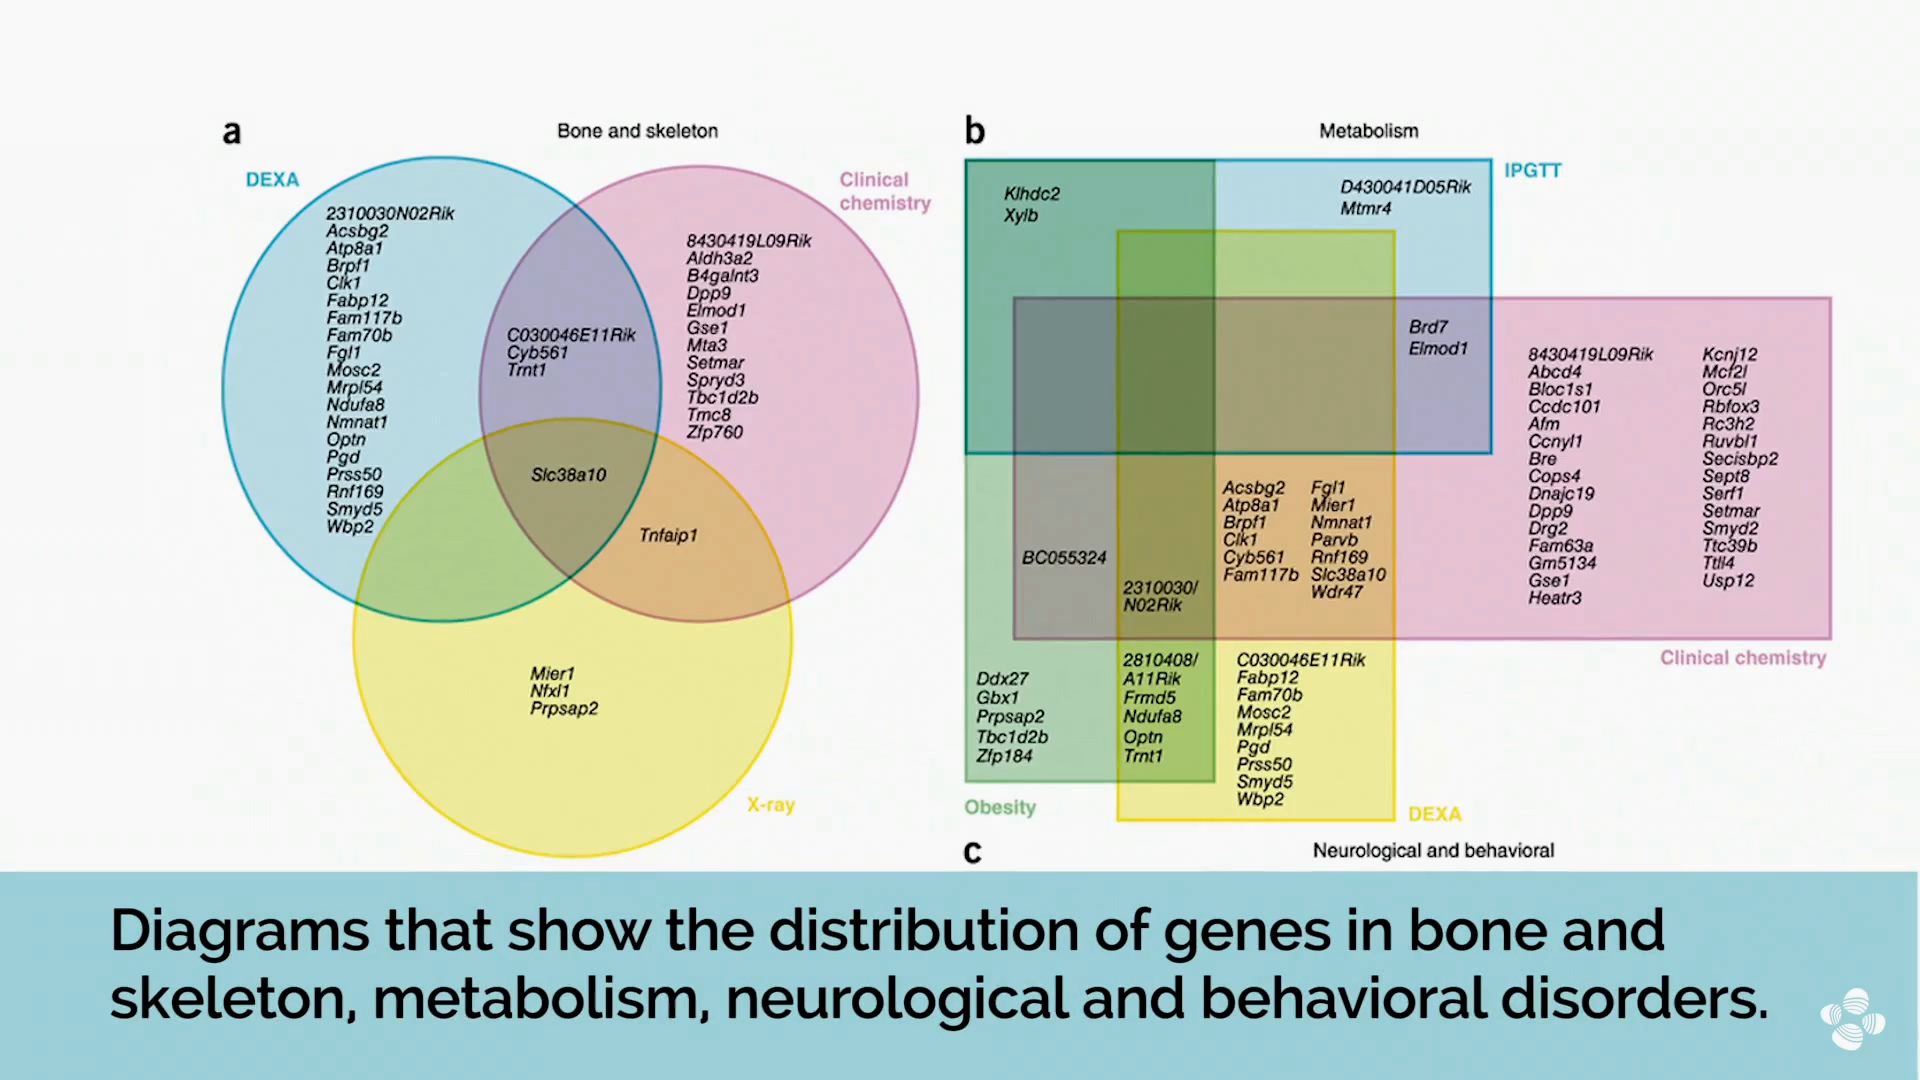 a
Bone and skeleton
DEXA
Clinical
chemistry
2310030N02Rik
Acsbg2
Atp8a1
Brpf1
Clk1
Fabp12
Fam117b
Fam70b
Fgl1
Mosc2
Mrpl54
Ndufa8
Nmnat1
Optn
Pgd
Prss50
Rnf169
Smyd5
Wbp2
C030046E11Rik
Cyb561
Trnt1
8430419L09Rik
Aldh3a2
B4galnt3
Dpp9
Elmod1
Gse1
Mta3
Setmar
Spryd3
Tbc1d2b
Tmc8
Zfp760
Slc38a10
Tnfaip1
Mier1
Nfxl1
Prpsap2
X-ray
b
Metabolism
IPGTT
Klhdc2
Xylb
D430041D05Rik
Mtmr4
Brd7
Elmod1
8430419L09Rik
Abcd4
Bloc1s1
Ccdc101
Afm
Ccnyl1
Bre
Cops4
Dnajc19
Dpp9
Drg2
Fam63a
Gm5134
Gse1
Heatr3
Kcnj12
Mcf2l
Orc5l
Rbfox3
Rc3h2
Ruvbl1
Secisbp2
Sept8
Serf1
Setmar
Smyd2
Ttc39b
Ttll4
Usp12
Acsbg2
Atp8a1
Brpf1
Clk1
Cyb561
Fam117b
Fgl1
Mier1
Nmnat1
Parvb
Rnf169
Slc38a10
Wdr47
BC055324
2310030/
N02Rik
Clinical chemistry
Ddx27
Gbx1
Prpsap2
Tbc1d2b
Zfp184
2810408/
A11Rik
Frmd5
Ndufa8
Optn
Trnt1
C030046E11Rik
Fabp12
Fam70b
Mosc2
Mrpl54
Pgd
Prss50
Smyd5
Wbp2
Obesity
DEXA
c
Neurological and behavioral
Diagrams that show the distribution of genes in bone and
skeleton, metabolism, neurological and behavioral disorders.